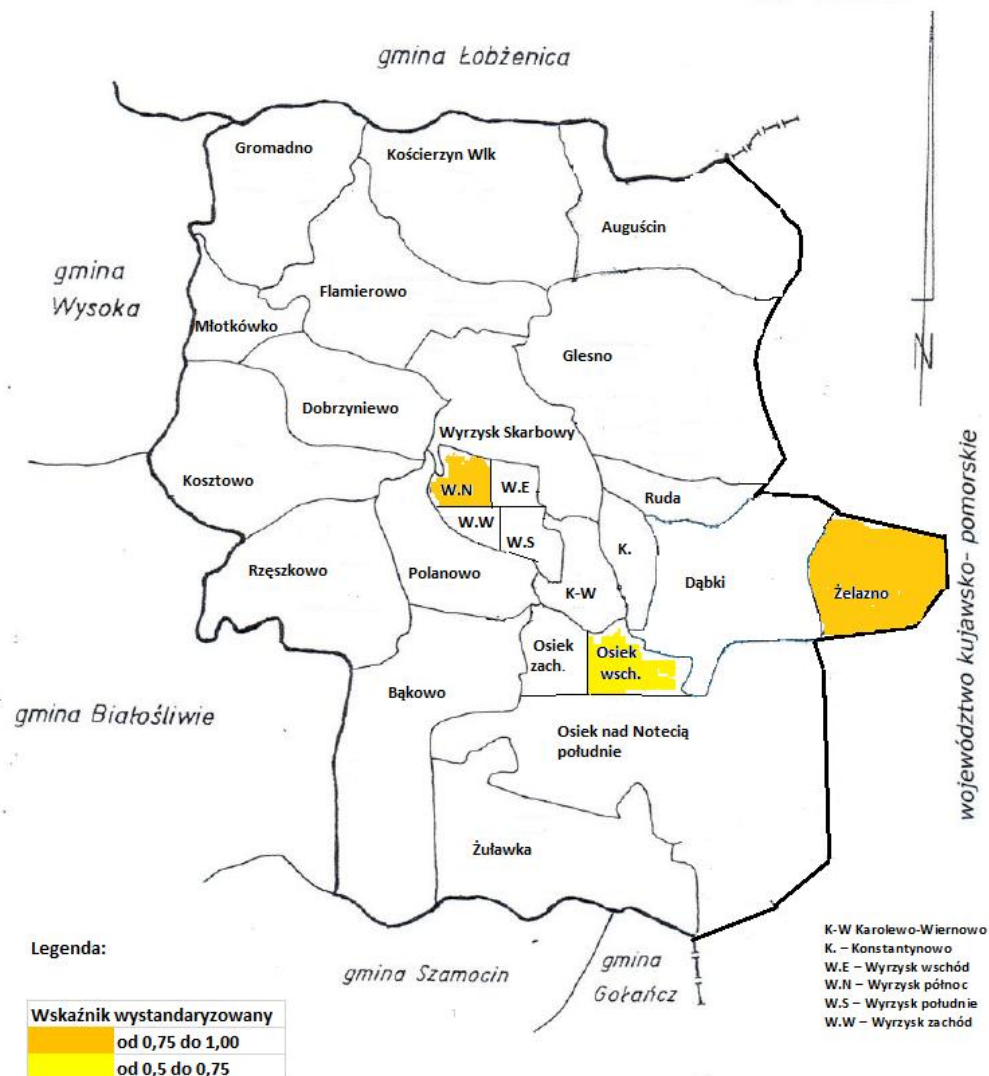 gmina Łobżenica
Gromadno
Kościerzyn Wlk
Auguścin
gmina
Wysoka
Flamierowo
Młotkówko
Glesno
N
Dobrzyniewo
Wyrzysk Skarbowy
Kosztowo
W.N
W.E
Ruda
W.W
W.S
K.
Rzęszkowo
Polanowo
K-W
Dąbki
Żelazno
województwo kujawsko- pomorskie
Osiek
zach.
Osiek
wsch.
Bąkowo
gmina Białośliwie
Osiek nad Notecią
południe
Żuławka
K-W Karolewo-Wiernowo
K. – Konstantynowo
W.E – Wyrzysk wschód
W.N – Wyrzysk północ
W.S – Wyrzysk południe
W.W – Wyrzysk zachód
gmina Szamocin
gmina
Gołańcz
Legenda:
Wskaźnik wystandaryzowany
od 0,75 do 1,00
od 0,5 do 0,75